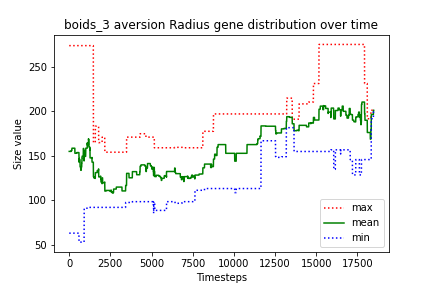 boids_3 aversion Radius gene distribution over time
Size value
250
200
150
100
50
0
2500
5000
7500
10000
12500
15000
17500
Timesteps
max
mean
min